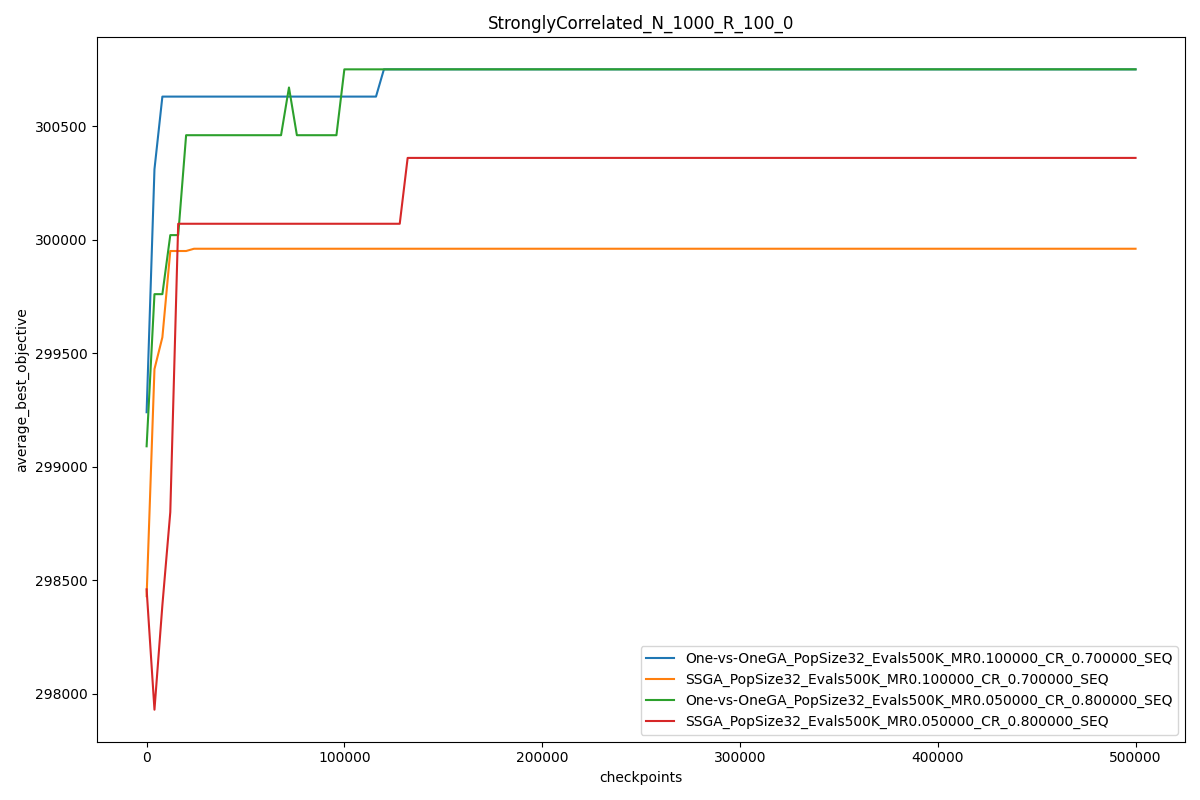 StronglyCorrelated_N_1000_R_100_0
average_best_objective
300500
300000
299500
299000
298500
298000
0
100000
200000
300000
400000
500000
checkpoints
One-vs-OneGA_PopSize32_Evals500K_MR0.100000_CR_0.700000_SEQ
SSGA_PopSize32_Evals500K_MR0.100000_CR_0.700000_SEQ
One-vs-OneGA_PopSize32_Evals500K_MR0.050000_CR_0.800000_SEQ
SSGA_PopSize32_Evals500K_MR0.050000_CR_0.800000_SEQ